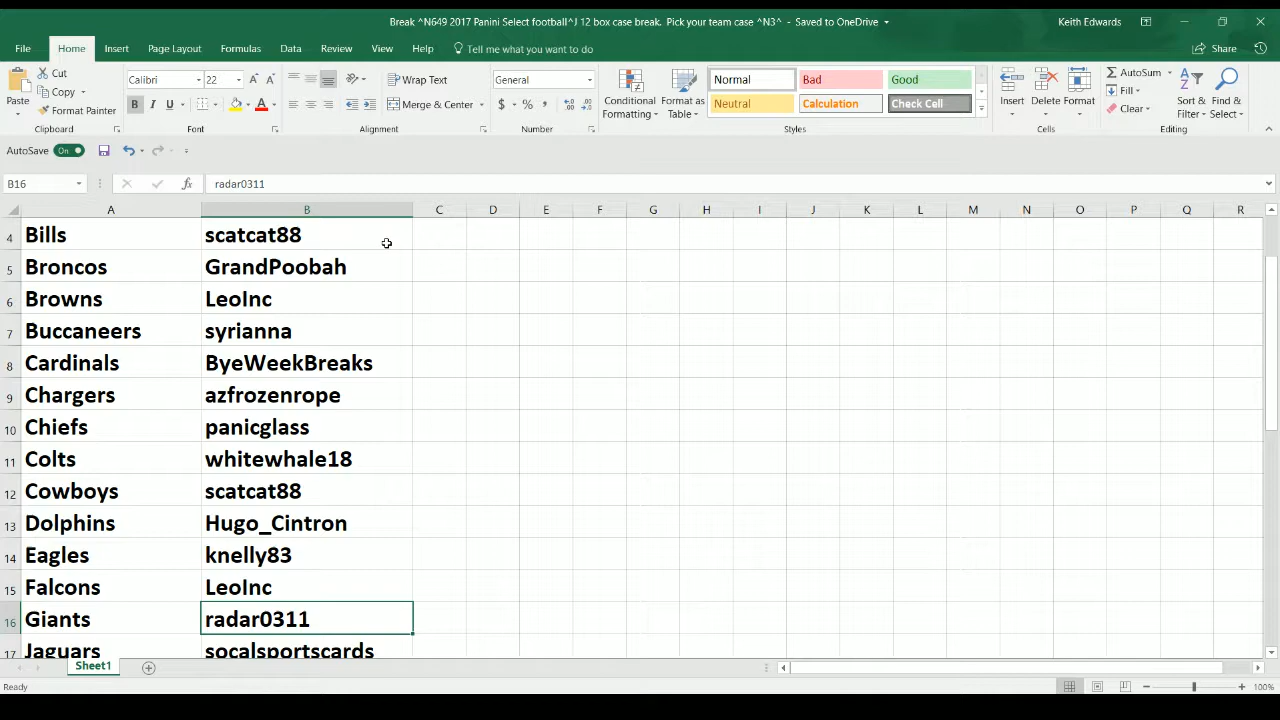 Break ^N649 2017 Panini Select football^J 12 box case break. Pick your team case ^N3^ - Saved to OneDrive
Keith Edwards
File Home Insert Page Layout Formulas Data Review View Help Tell me what you want to do Share
Cut
Calibri 22 Wrap Text General Normal Bad Good AutoSum
Paste Copy Conditional Formatting Format as Table Insert Delete Format Fill Sort & Filter Find & Select
Format Painter B I U Merge & Center $ % , Neutral Calculation Check Cell Clear
Clipboard Font Alignment Number Styles Cells Editing
AutoSave On
B16 fx radar0311
A B C D E F G H I J K L M N O P Q R
4 Bills scatcat88
5 Broncos GrandPoobah
6 Browns LeoInc
7 Buccaneers syrianna
8 Cardinals ByeWeekBreaks
9 Chargers azfrozenrope
10 Chiefs panicglass
11 Colts whitewhale18
12 Cowboys scatcat88
13 Dolphins Hugo_Cintron
14 Eagles knelly83
15 Falcons LeoInc
16 Giants radar0311
17 Jaguars socalsportscards
Sheet1
Ready 100%